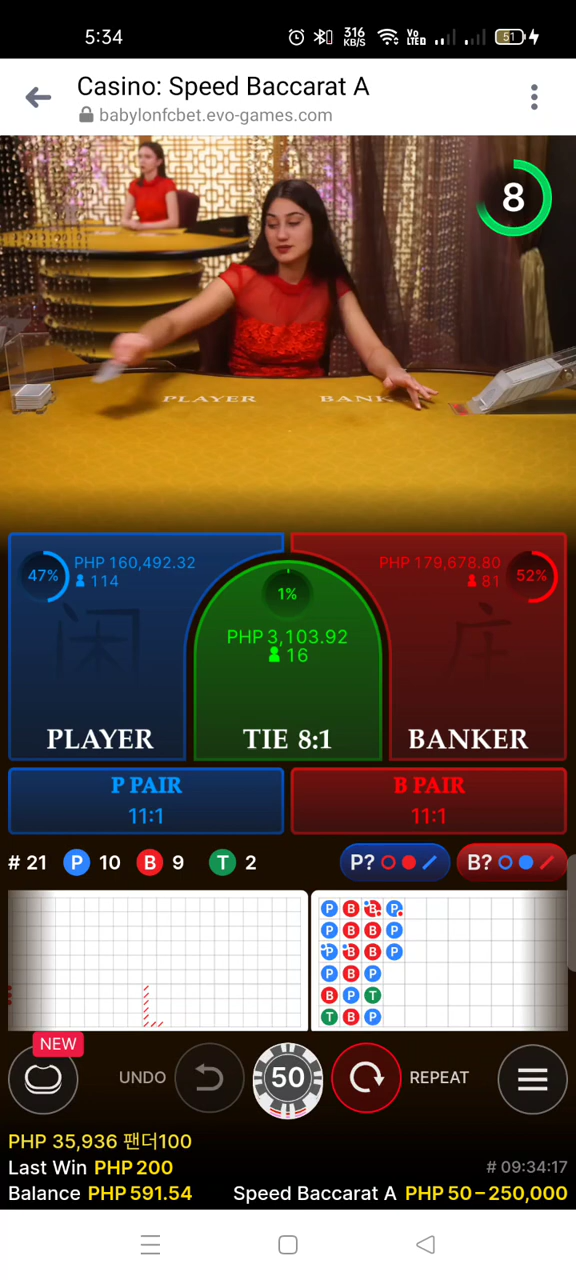 5:34
316 KB/S
Vo LTE
51
Casino: Speed Baccarat A
babylonfcbet.evo-games.com
8
PLAYER
47%
PHP 160,492.32
114
PHP 179,678.80
81
52%
1%
PHP 3,103.92
16
闲
庄
PLAYER
TIE 8:1
BANKER
P PAIR
11:1
B PAIR
11:1
# 21 P 10 B 9 T 2
P?
B?
P B B P
P B B P
P B B P
P B P
B P T
T B P
NEW
UNDO
50
REPEAT
PHP 35,936 팬더100
Last Win PHP 200
# 09:34:17
Balance PHP 591.54
Speed Baccarat A PHP 50-250,000